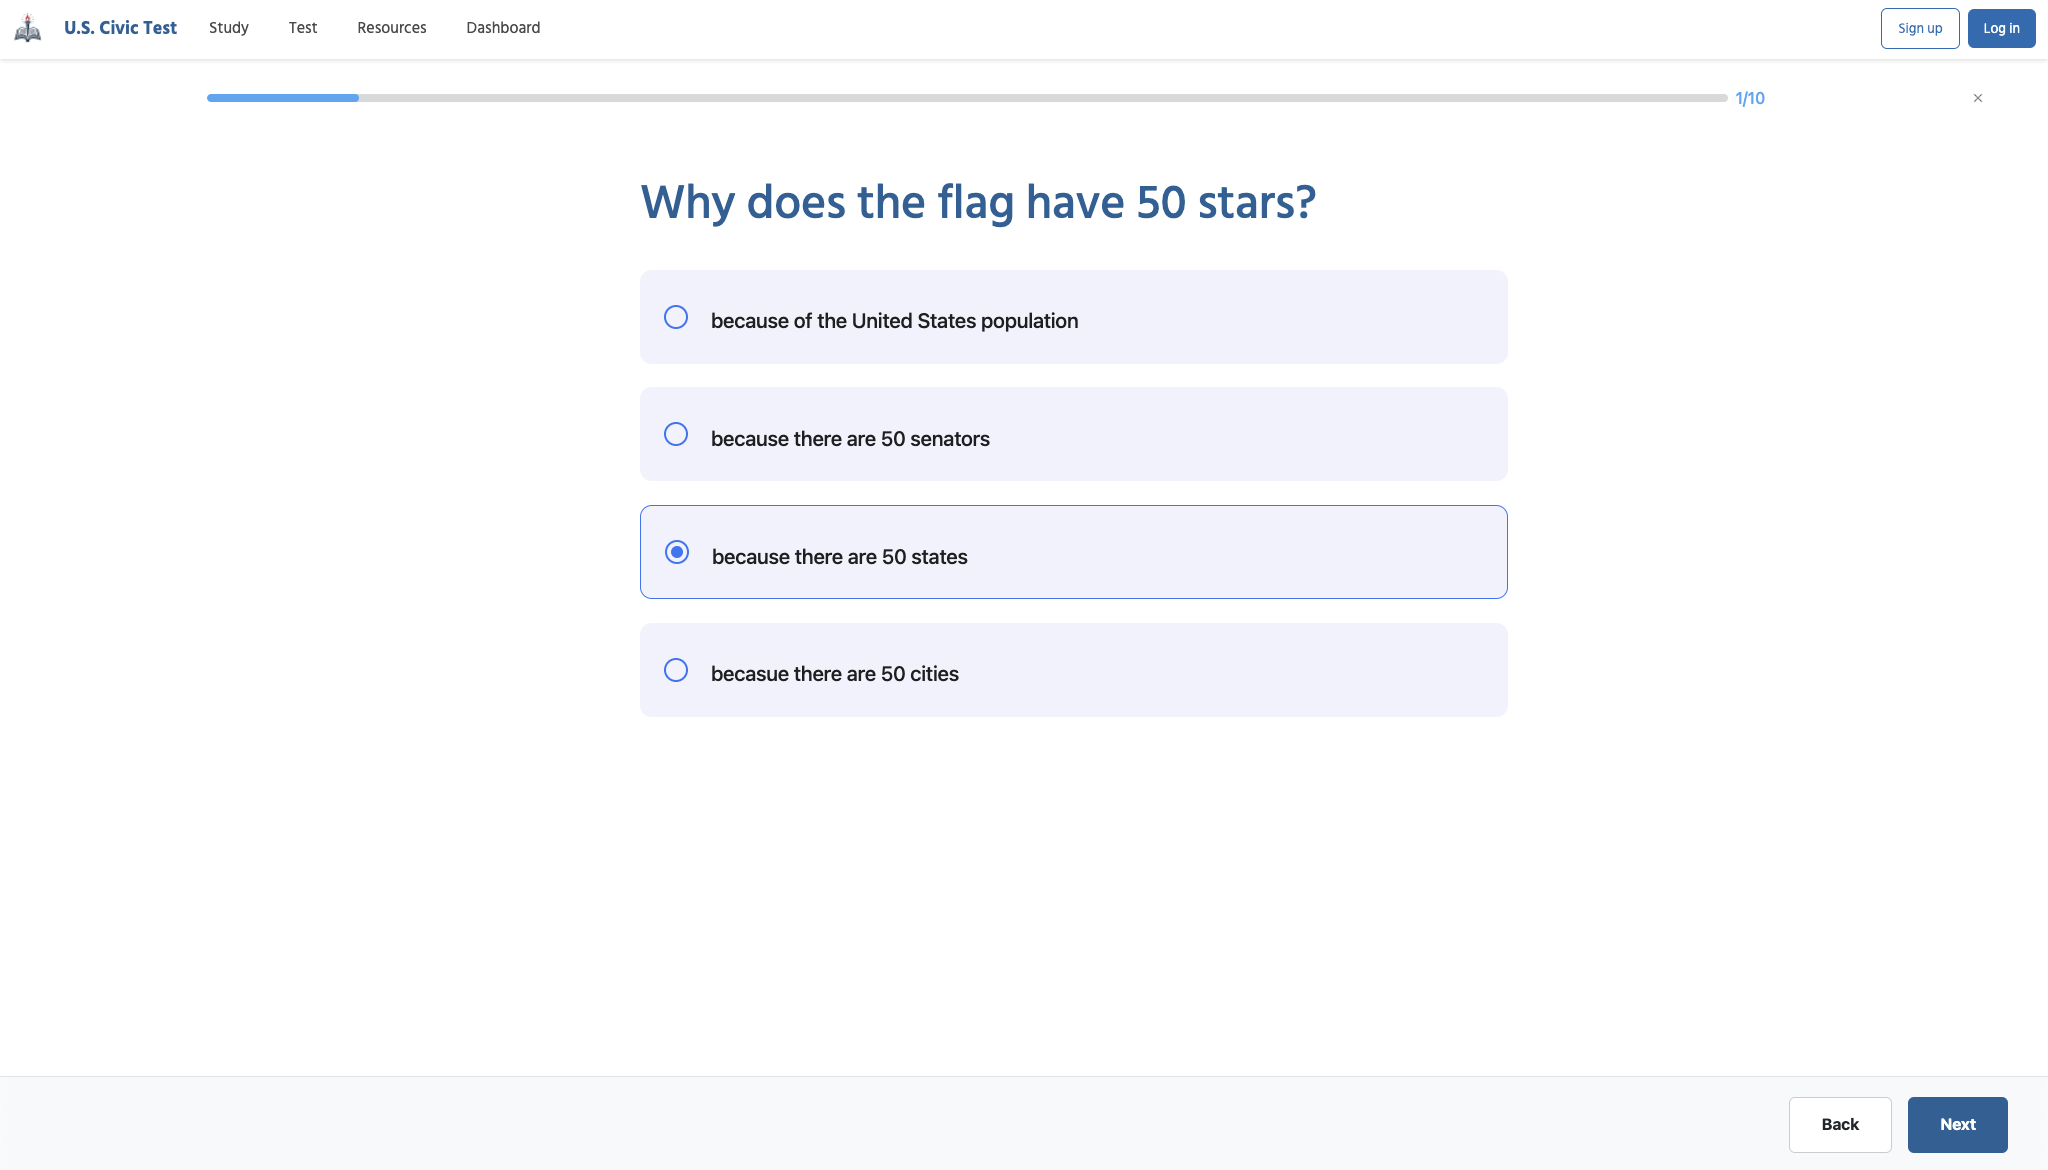 U.S. Civic Test Study Test Resources Dashboard Sign up Log in
1/10 ×
Why does the flag have 50 stars?
because of the United States population
because there are 50 senators
because there are 50 states
becasue there are 50 cities
Back Next